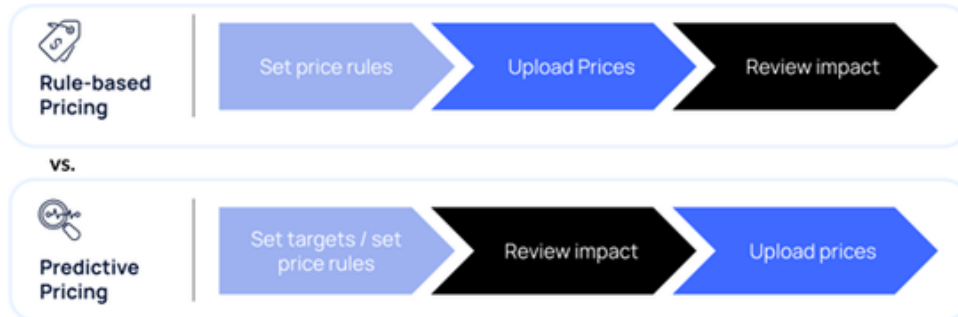 Rule-based
Pricing
Set price rules
Upload Prices
Review impact
vs.
Predictive
Pricing
Set targets / set
price rules
Review impact
Upload prices